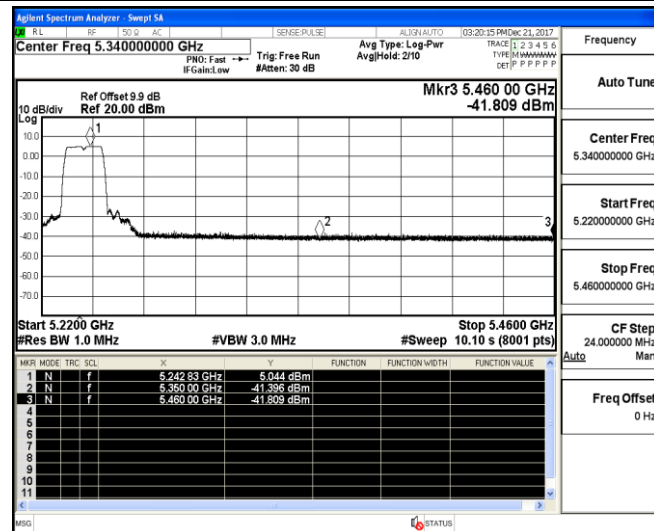 Agilent Spectrum Analyzer - Swept SA
RL RF 50 Ω AC SENSE:PULSE ALIGN AUTO 03:20:15 PM Dec 21, 2017
Center Freq 5.340000000 GHz
PNO: Fast
IFGain:Low
Trig: Free Run
#Atten: 30 dB
Avg Type: Log-Pwr
Avg|Hold: 2/10
TRACE 1 2 3 4 5 6
TYPE MWWWWW
DET P P P P P P
Ref Offset 9.9 dB
10 dB/div Ref 20.00 dBm
Log
Mkr3 5.460 00 GHz
-41.809 dBm
10.0
0.00
-10.0
-20.0
-30.0
-40.0
-50.0
-60.0
-70.0
1
2
3
Start 5.2200 GHz Stop 5.4600 GHz
#Res BW 1.0 MHz #VBW 3.0 MHz #Sweep 10.10 s (8001 pts)
MKR MODE TRC SCL X Y FUNCTION FUNCTION WIDTH FUNCTION VALUE
1 N f 5.242 83 GHz 5.044 dBm
2 N f 5.350 00 GHz -41.396 dBm
3 N f 5.460 00 GHz -41.809 dBm
4
5
6
7
8
9
10
11
MSG STATUS
Frequency
Auto Tune
Center Freq
5.340000000 GHz
Start Freq
5.220000000 GHz
Stop Freq
5.460000000 GHz
CF Step
24.000000 MHz
Auto Man
Freq Offset
0 Hz